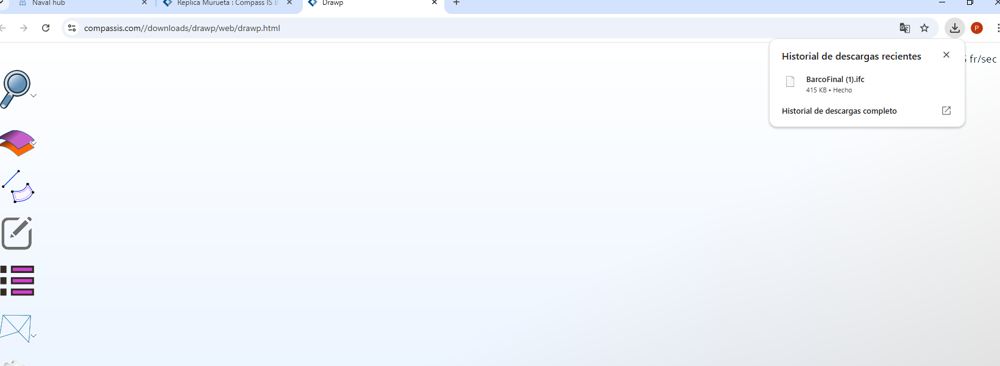 Naval hub
Replica Murueta : Compass IS B
Drawp
compassis.com//downloads/drawp/web/drawp.html
P
Historial de descargas recientes
fr/sec
BarcoFinal (1).ifc
415 KB • Hecho
Historial de descargas completo